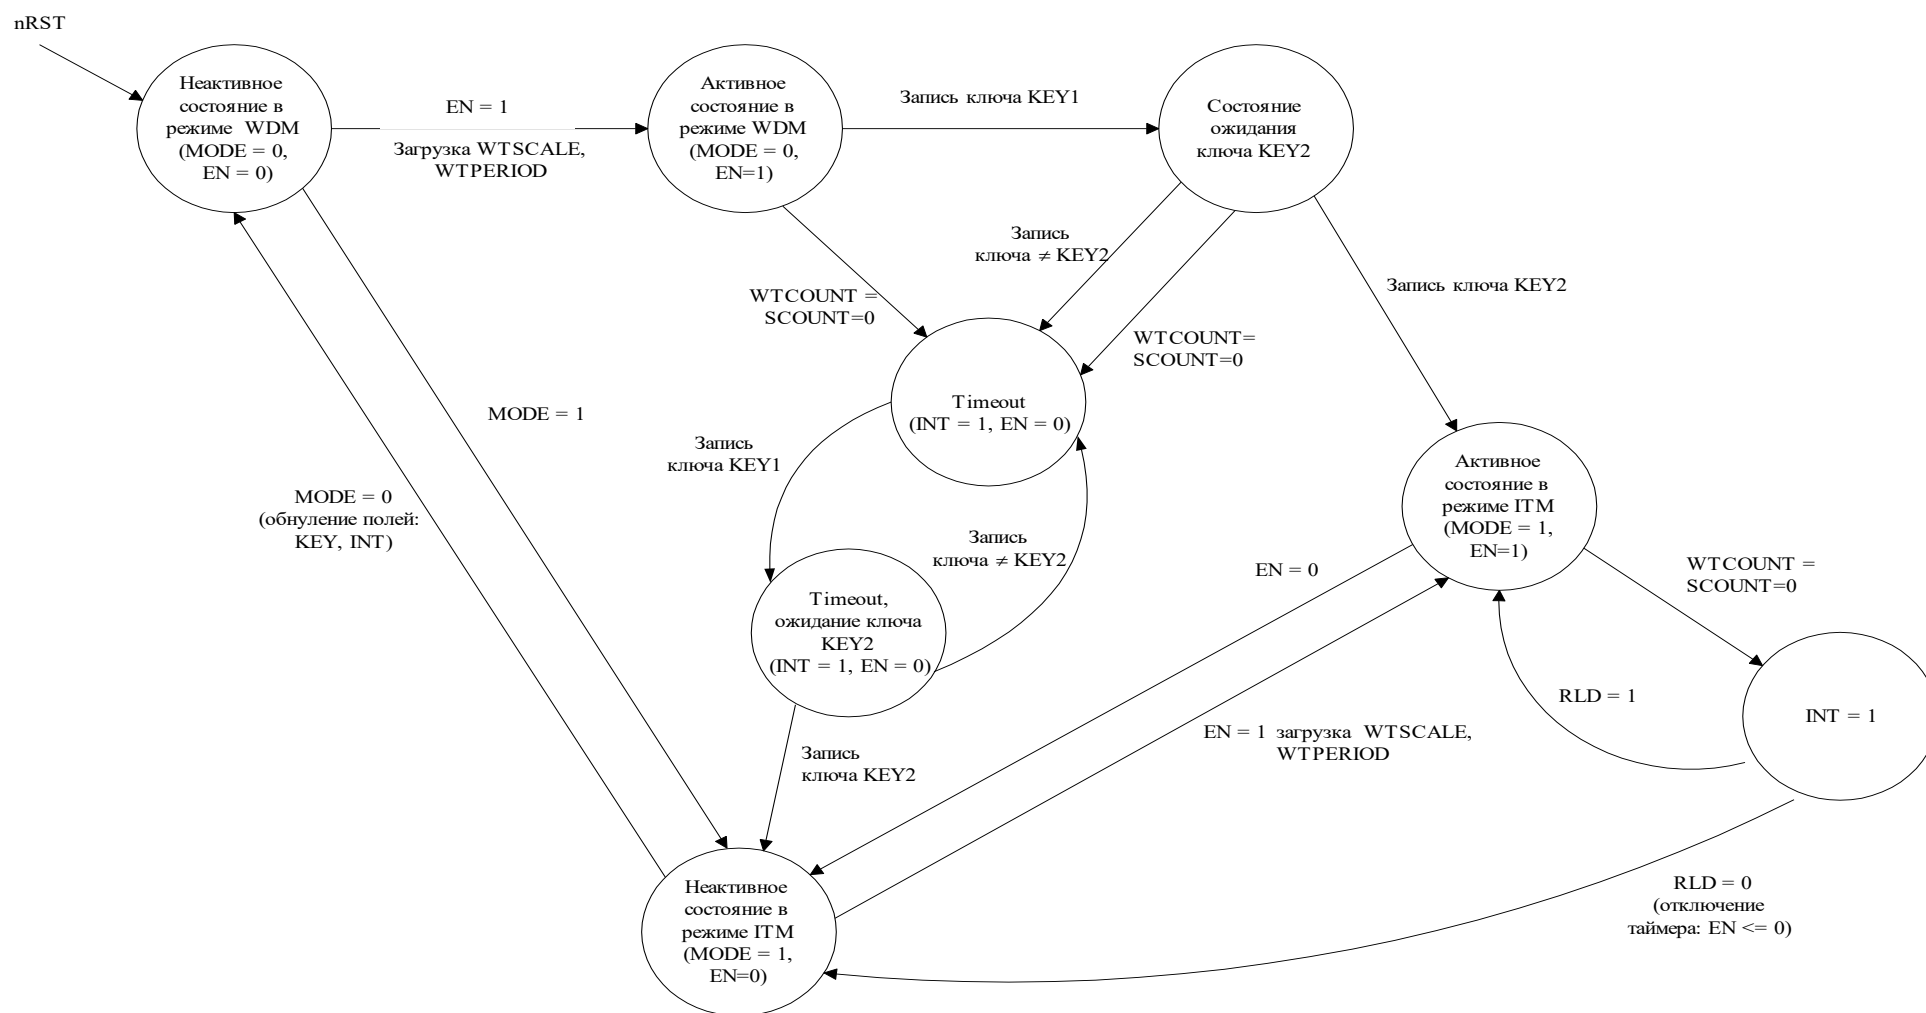 nRST
Неактивное
состояние в
режиме WDM
(MODE = 0,
EN = 0)
EN = 1
Загрузка WTSCALE,
WTPERIOD
Активное
состояние в
режиме WDM
(MODE = 0,
EN=1)
Запись ключа KEY1
Состояние
ожидания
ключа KEY2
Запись
ключа ≠ KEY2
WTCOUNT =
SCOUNT=0
WTCOUNT=
SCOUNT=0
Запись ключа KEY2
Timeout
(INT = 1, EN = 0)
MODE = 1
Запись
ключа KEY1
MODE = 0
(обнуление полей:
KEY, INT)
Запись
ключа ≠ KEY2
Активное
состояние в
режиме ITM
(MODE = 1,
EN=1)
EN = 0
WTCOUNT =
SCOUNT=0
Timeout,
ожидание ключа
KEY2
(INT = 1, EN = 0)
RLD = 1
INT = 1
EN = 1 загрузка WTSCALE,
WTPERIOD
Запись
ключа KEY2
Неактивное
состояние в
режиме ITM
(MODE = 1,
EN=0)
RLD = 0
(отключение
таймера: EN <= 0)